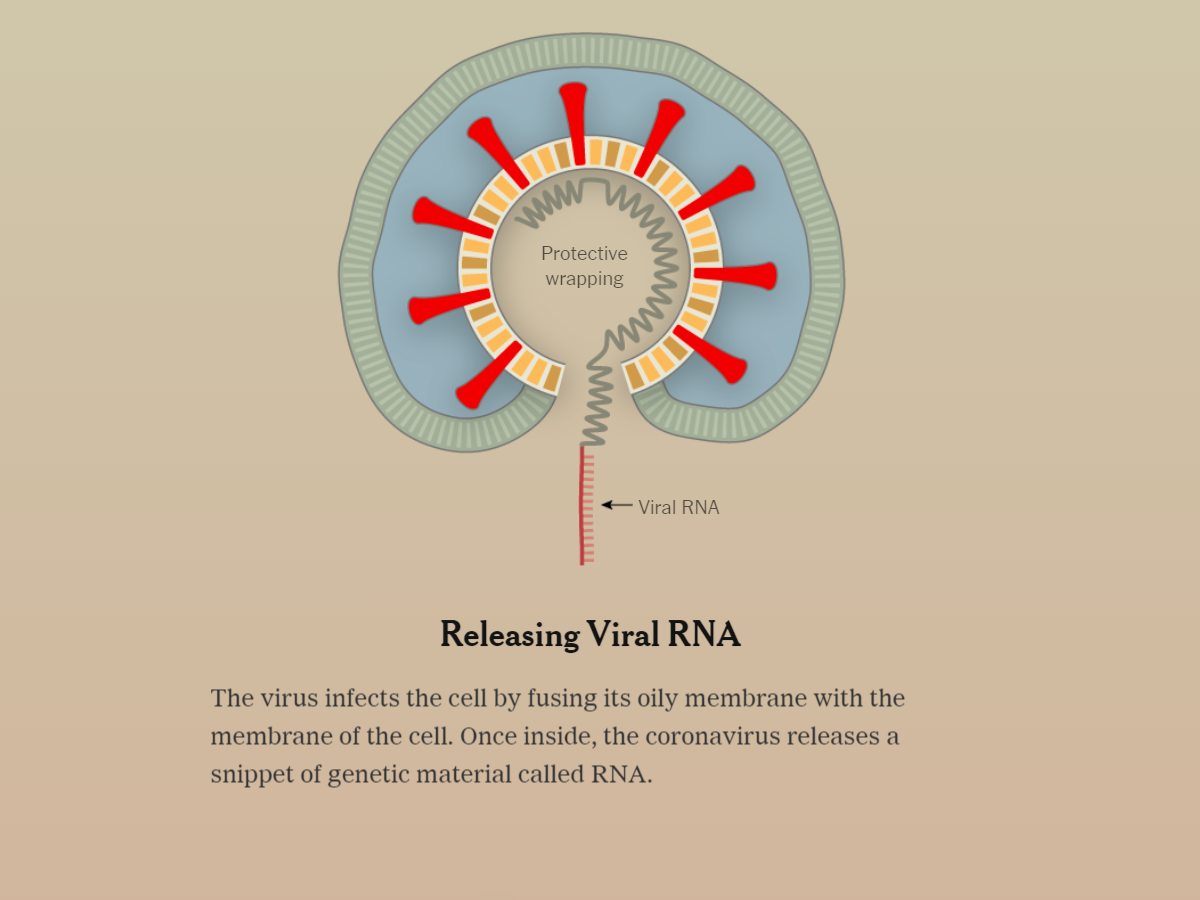 Protective
wrapping
Viral RNA
Releasing Viral RNA
The virus infects the cell by fusing its oily membrane with the
membrane of the cell. Once inside, the coronavirus releases a
snippet of genetic material called RNA.